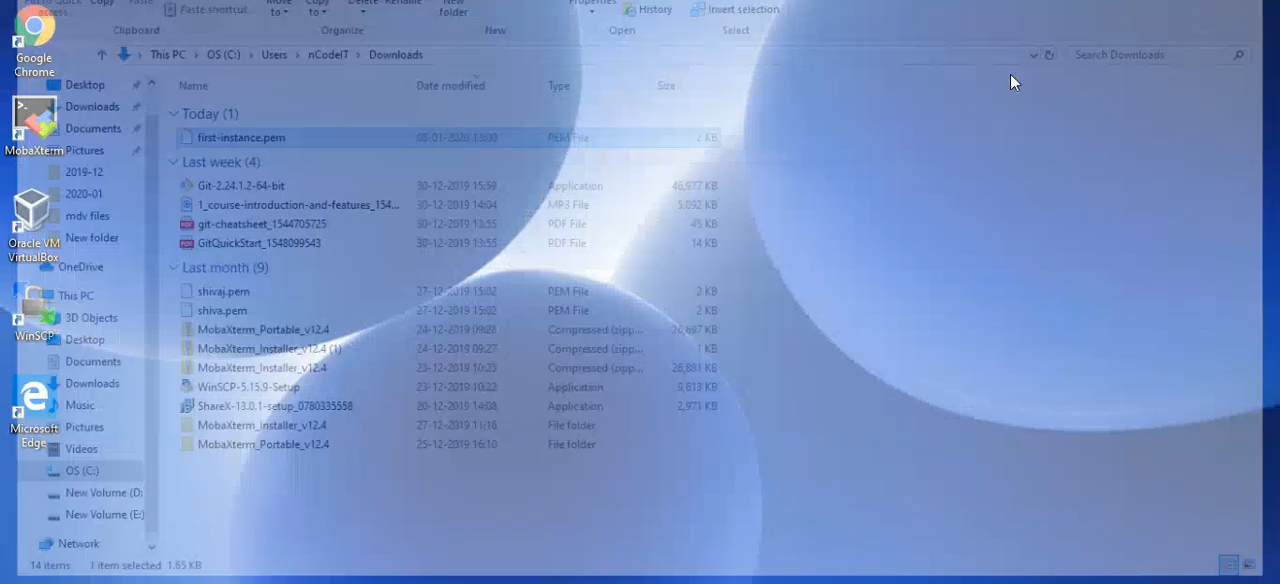 Copy
Paste
Paste shortcut
Move
to
Copy
to
Delete
Rename
New
folder
Properties
History
Invert selection
Clipboard
Organize
New
Open
Select
This PC > OS (C:) > Users > nCodeIT > Downloads
Search Downloads
Name Date modified Type Size
Today (1)
first-instance.pem 03-01-2020 13:00 PEM File 2 KB
Last week (4)
Git-2.24.1.2-64-bit 30-12-2019 15:59 Application 46,977 KB
1_course-introduction-and-features_154... 30-12-2019 14:04 MP3 File 5,092 KB
git-cheatsheet_1544705725 30-12-2019 13:55 PDF File 45 KB
GitQuickStart_1548099543 30-12-2019 13:55 PDF File 14 KB
Last month (9)
shivaj.pem 27-12-2019 15:02 PEM File 2 KB
shiva.pem 27-12-2019 15:02 PEM File 2 KB
MobaXterm_Portable_v12.4 24-12-2019 09:28 Compressed (zipp... 24,697 KB
MobaXterm_Installer_v12.4 (1) 24-12-2019 09:27 Compressed (zipp... 1 KB
MobaXterm_Installer_v12.4 23-12-2019 10:25 Compressed (zipp... 26,881 KB
WinSCP-5.15.9-Setup 23-12-2019 10:22 Application 9,613 KB
ShareX-13.0.1-setup_0780335558 20-12-2019 14:08 Application 2,971 KB
MobaXterm_Installer_v12.4 27-12-2019 11:16 File folder
MobaXterm_Portable_v12.4 25-12-2019 16:10 File folder
Desktop
Downloads
Documents
Pictures
2019-12
2020-01
mdv files
New folder
OneDrive
This PC
3D Objects
Desktop
Documents
Downloads
Music
Pictures
Videos
OS (C:)
New Volume (D:
New Volume (E:)
Network
14 items 1 item selected 1.65 KB
Google
Chrome
MobaXterm
Oracle VM
VirtualBox
WinSCP
Microsoft
Edge